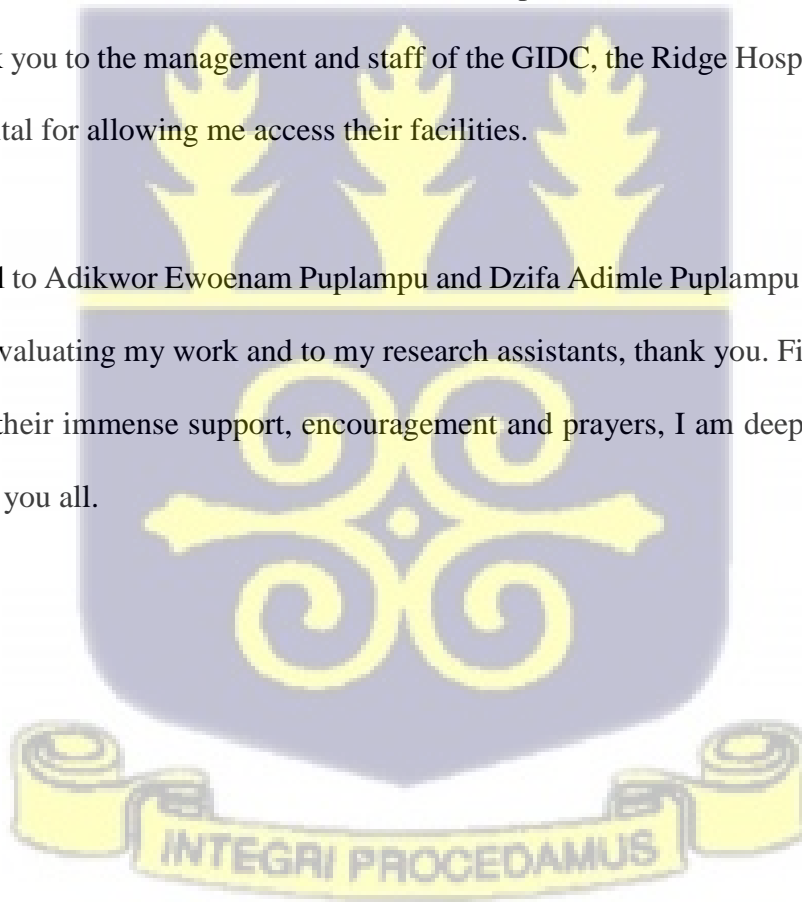 you to the management and staff of the GIDC, the Ridge Hosp
tal for allowing me access their facilities.
to Adikwor Ewoenam Puplampu and Dzifa Adimle Puplampu
valuating my work and to my research assistants, thank you. Fi
their immense support, encouragement and prayers, I am deep
you all.
INTEGRI PROCEDAMUS